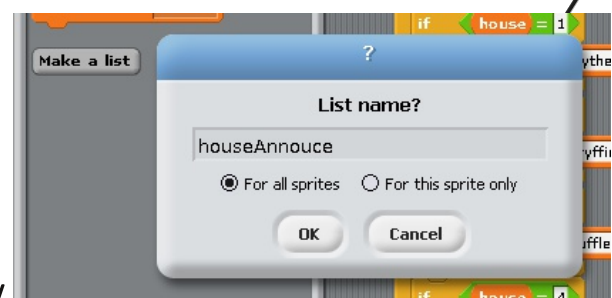 if house = 1
Make a list
?
List name?
houseAnnouce
For all sprites For this sprite only
OK Cancel
if house = 4